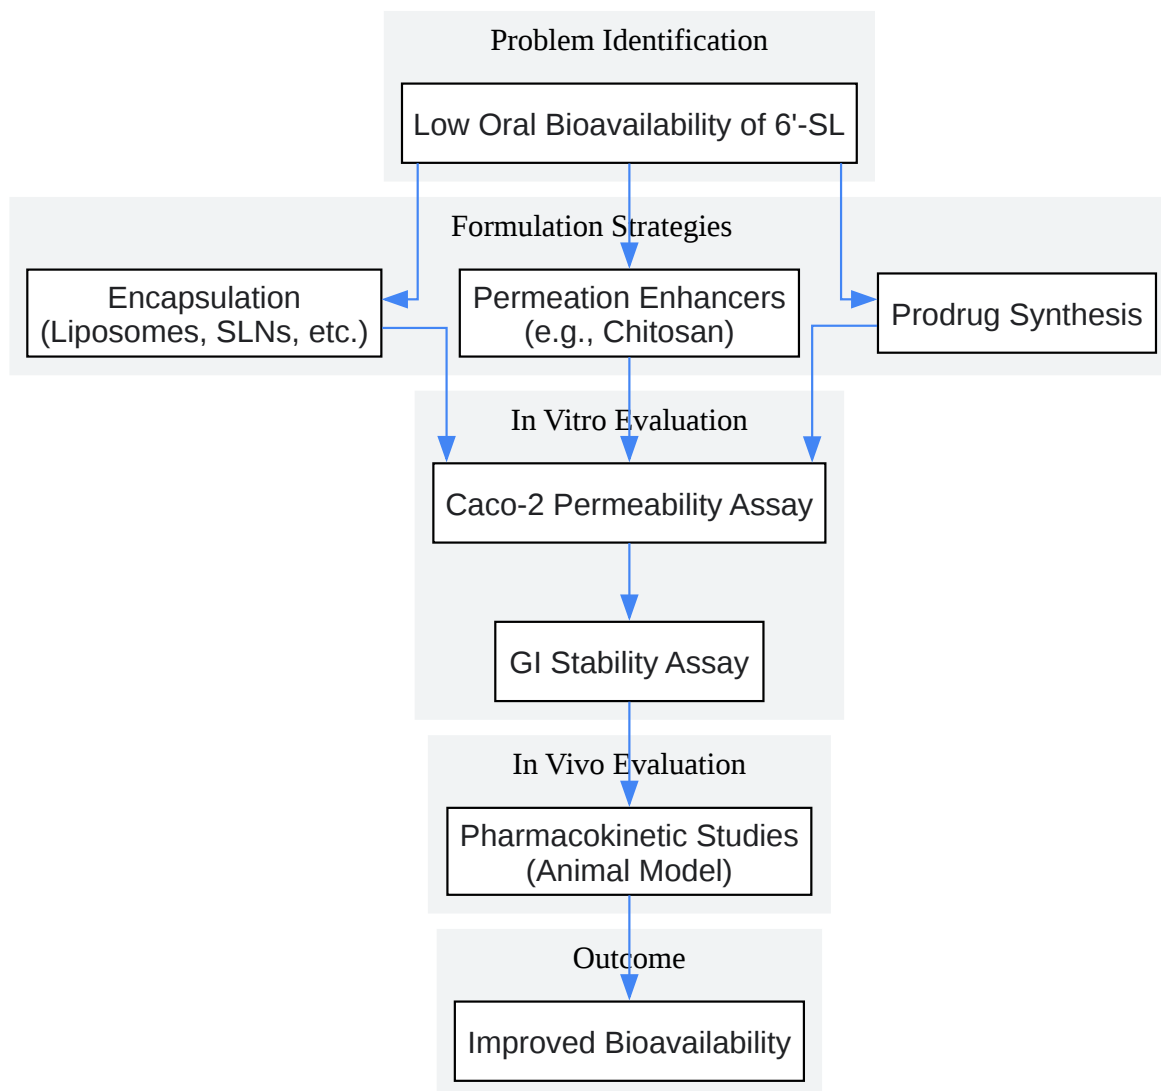 Problem Identification
Low Oral Bioavailability of 6'-SL
Formulation Strategies
Encapsulation
(Liposomes, SLNs, etc.)
Permeation Enhancers
(e.g., Chitosan)
Prodrug Synthesis
In Vitro Evaluation
Caco-2 Permeability Assay
GI Stability Assay
In Vivo Evaluation
Pharmacokinetic Studies
(Animal Model)
Outcome
Improved Bioavailability